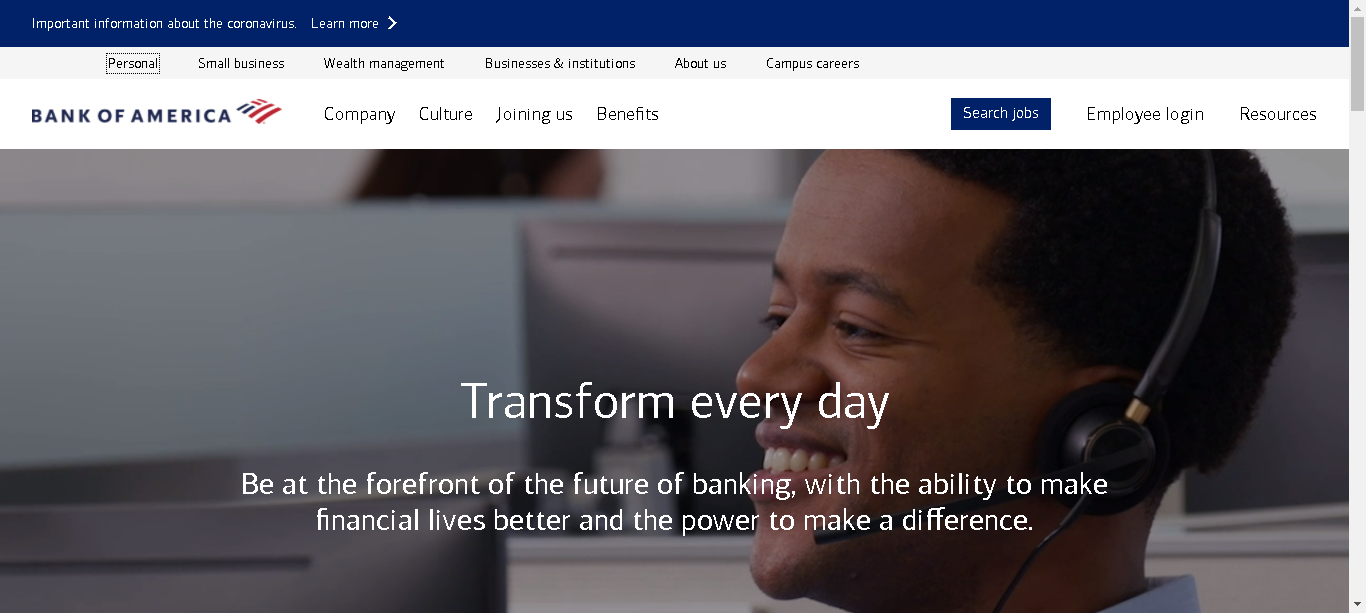 Important information about the coronavirus. Learn more
Personal Small business Wealth management Businesses & institutions About us Campus careers
BANK OF AMERICA Company Culture Joining us Benefits Search jobs Employee login Resources
Transform every day
Be at the forefront of the future of banking, with the ability to make
financial lives better and the power to make a difference.